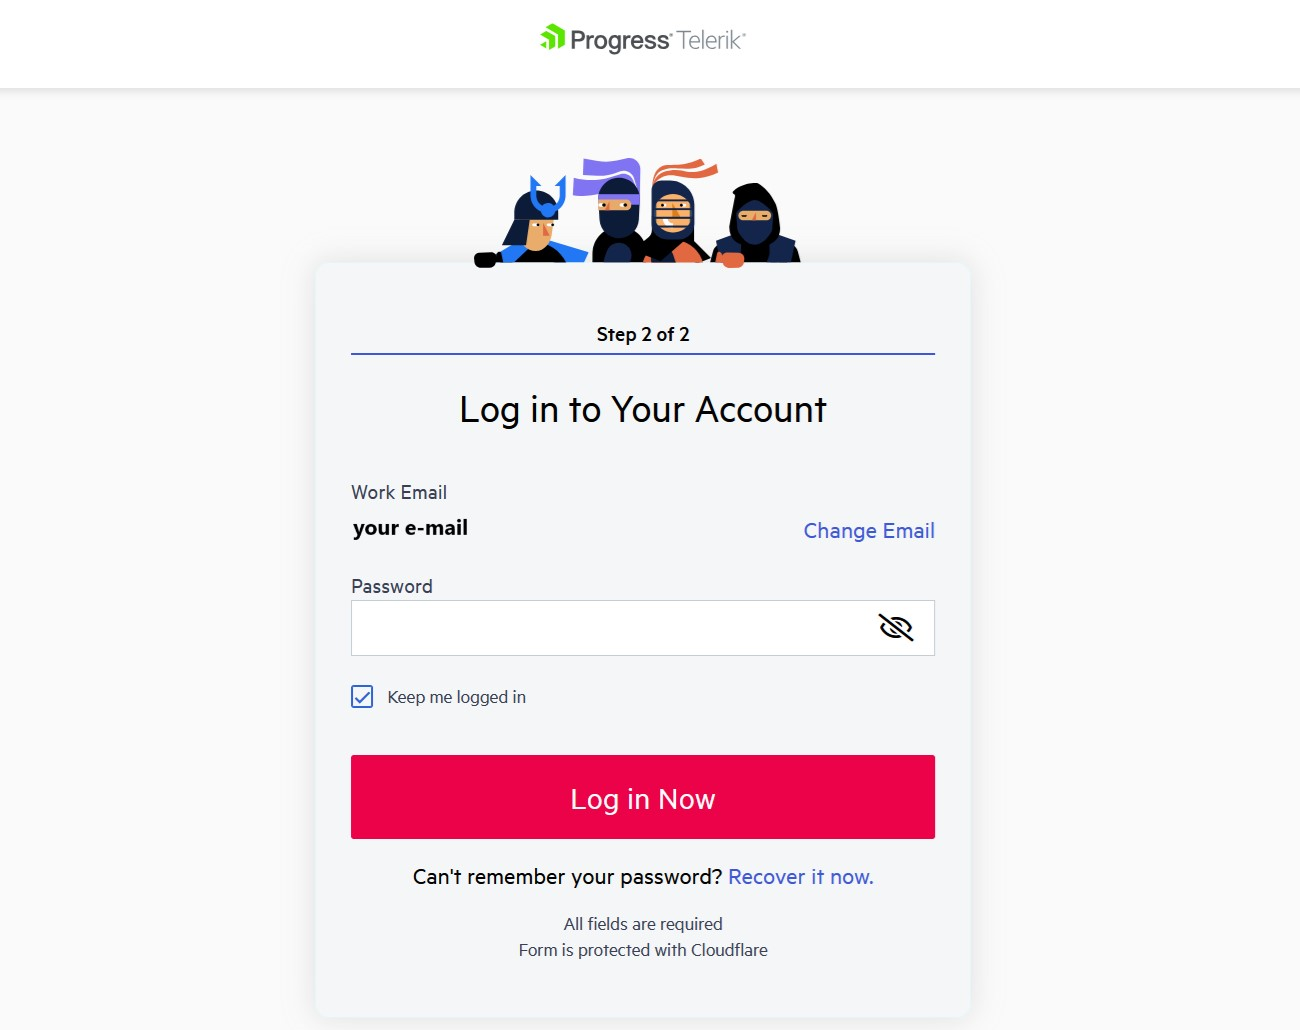 Progress® Telerik®
Step 2 of 2
Log in to Your Account
Work Email
your e-mail
Change Email
Password
Keep me logged in
Log in Now
Can't remember your password? Recover it now.
All fields are required
Form is protected with Cloudflare